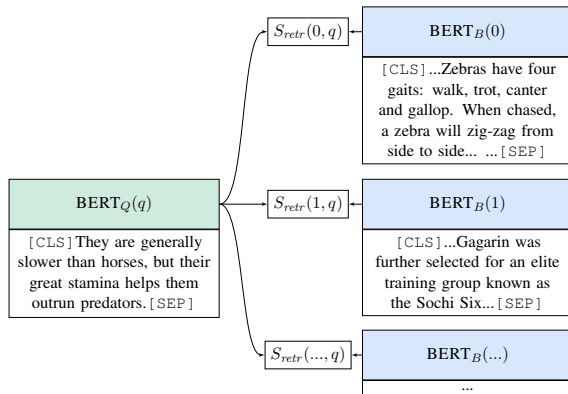 S_retr(0, q)
BERT_B(0)
[CLS]...Zebras have four
gaits: walk, trot, canter
and gallop. When chased,
a zebra will zig-zag from
side to side... ...[SEP]
BERT_Q(q)
[CLS]They are generally
slower than horses, but their
great stamina helps them
outrun predators.[SEP]
S_retr(1, q)
BERT_B(1)
[CLS]...Gagarin was
further selected for an elite
training group known as
the Sochi Six...[SEP]
S_retr(..., q)
BERT_B(...)
...